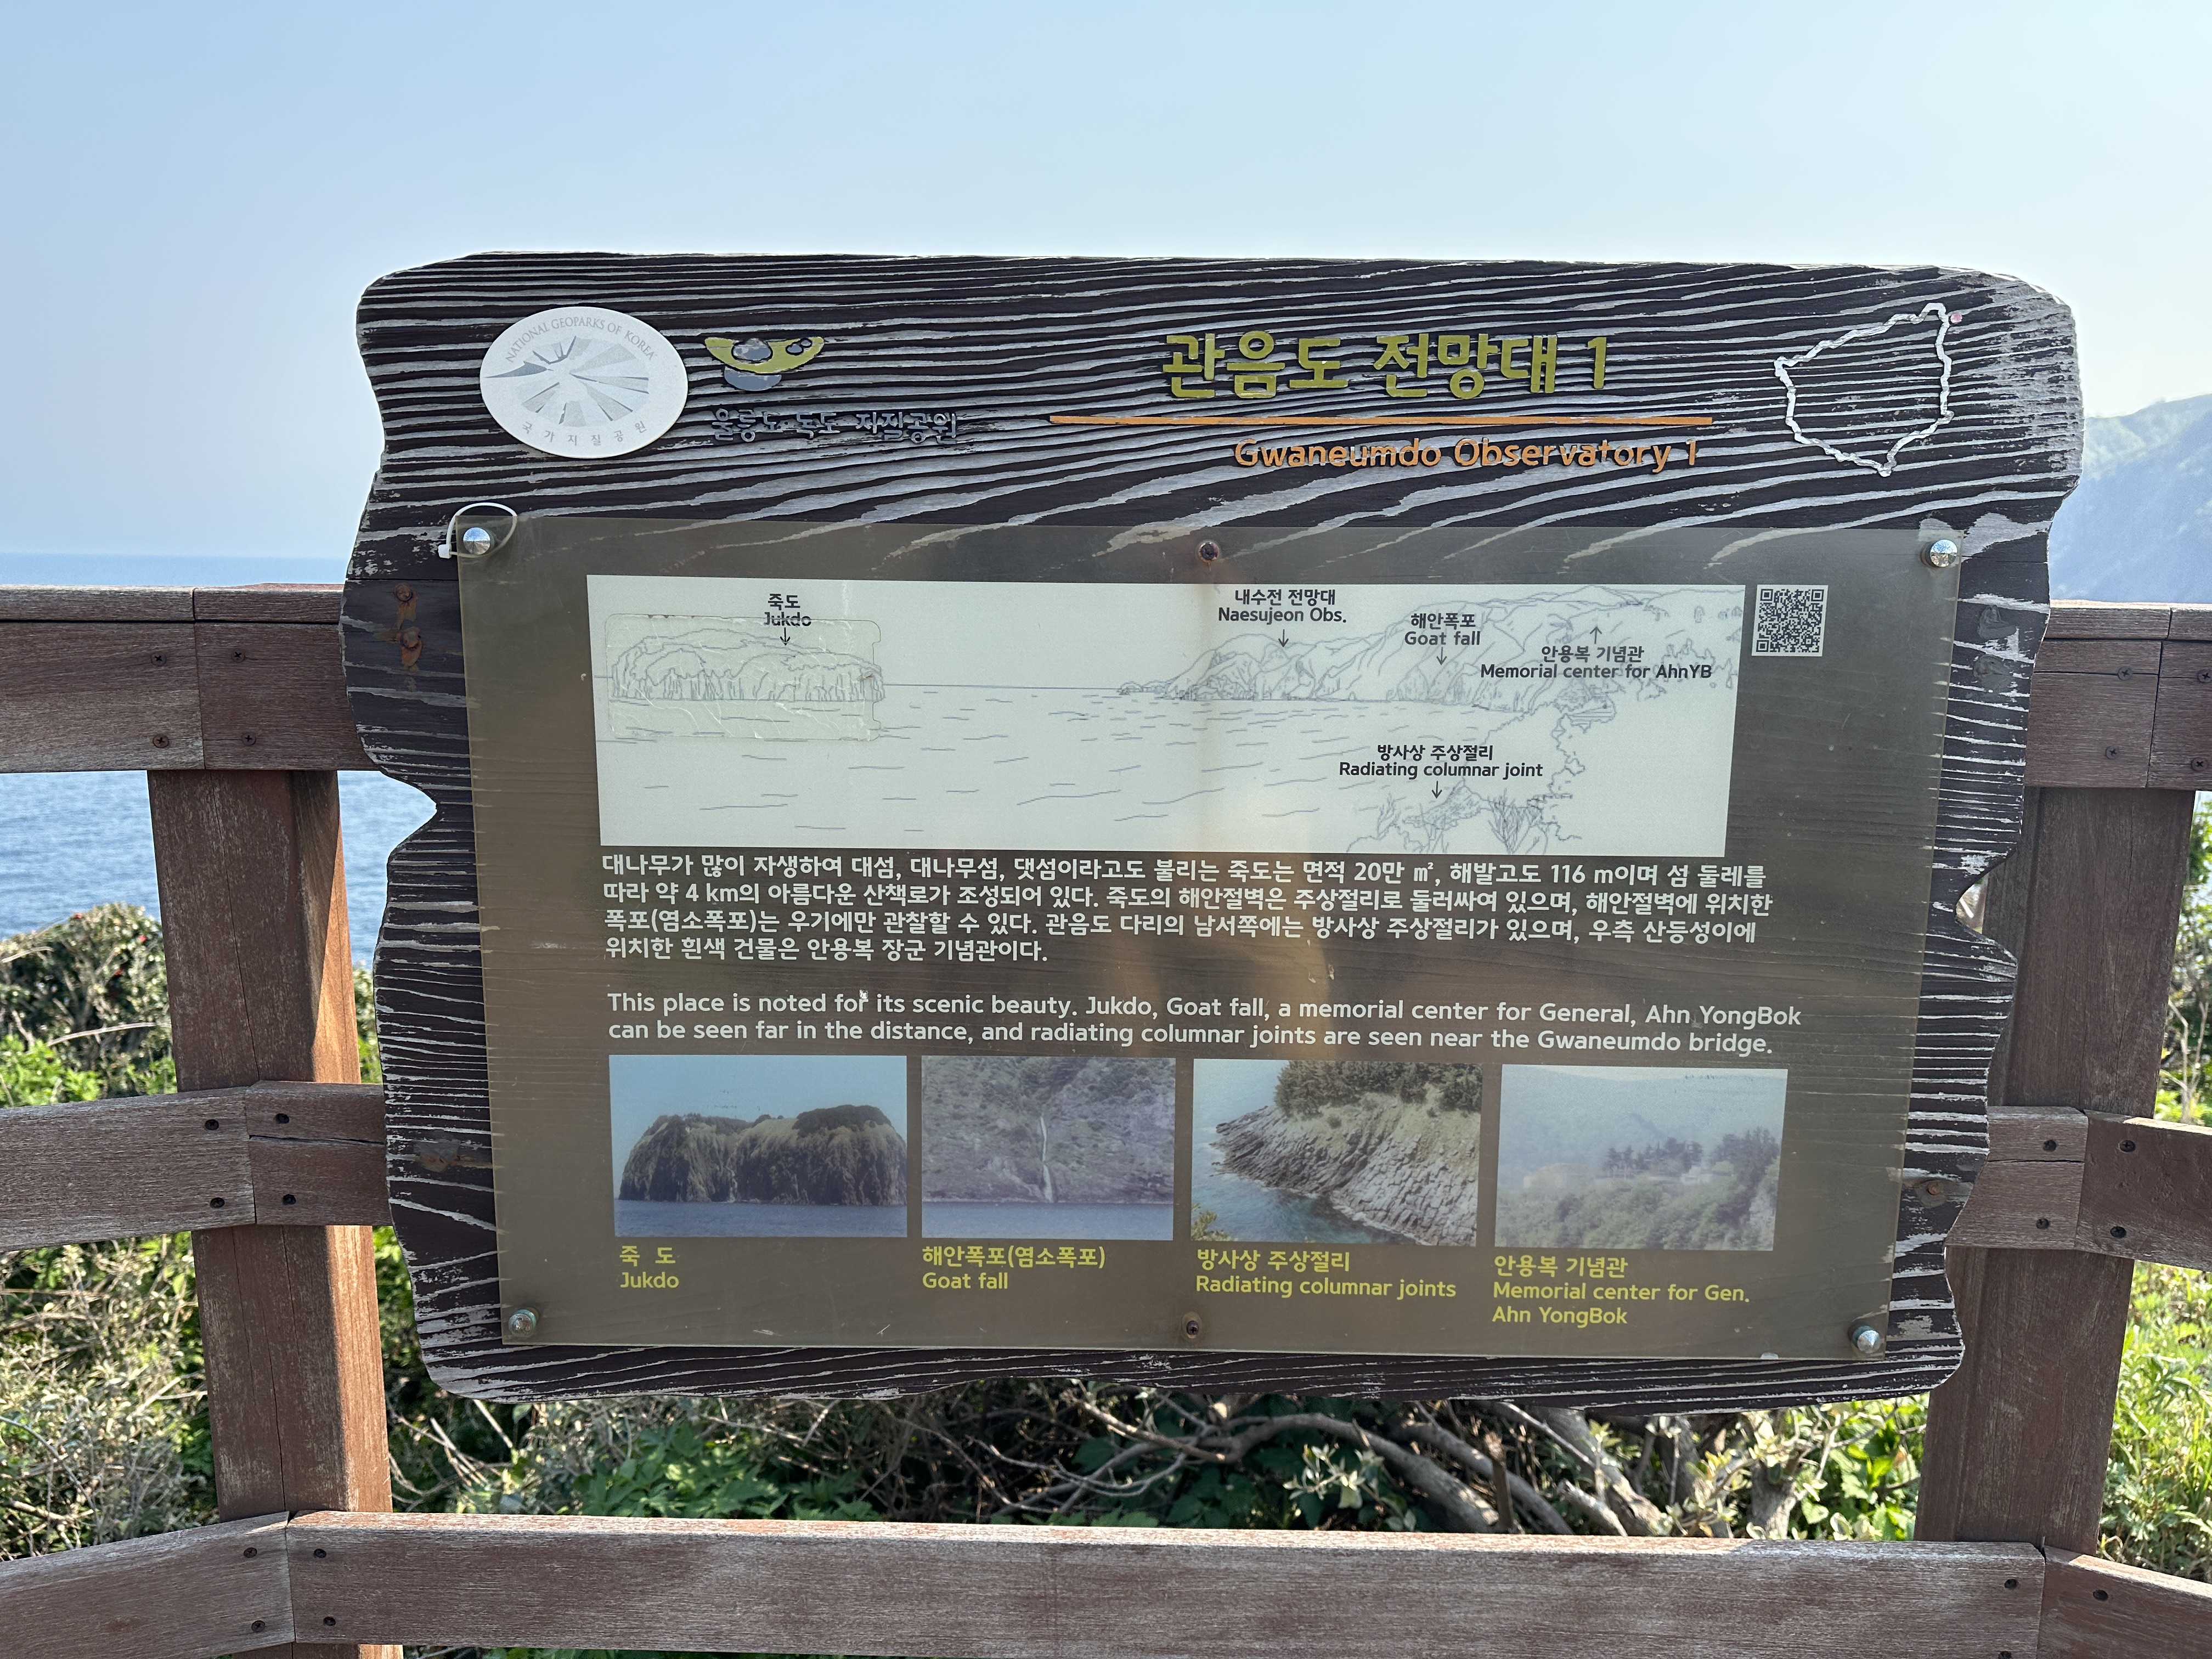 NATIONAL GEOPARKS OF KOREA
국가지질공원
울릉도·독도 지질공원
관음도 전망대 1
Gwaneumdo Observatory 1
죽도
Jukdo
내수전 전망대
Naesujeon Obs.
해안폭포
Goat fall
안용복 기념관
Memorial center for AhnYB
방사상 주상절리
Radiating columnar joint
대나무가 많이 자생하여 대섬, 대나무섬, 댓섬이라고도 불리는 죽도는 면적 20만 ㎡, 해발고도 116 m이며 섬 둘레를
따라 약 4 km의 아름다운 산책로가 조성되어 있다. 죽도의 해안절벽은 주상절리로 둘러싸여 있으며, 해안절벽에 위치한
폭포(염소폭포)는 우기에만 관찰할 수 있다. 관음도 다리의 남서쪽에는 방사상 주상절리가 있으며, 우측 산등성이에
위치한 흰색 건물은 안용복 장군 기념관이다.
This place is noted for its scenic beauty. Jukdo, Goat fall, a memorial center for General, Ahn YongBok
can be seen far in the distance, and radiating columnar joints are seen near the Gwaneumdo bridge.
죽 도
Jukdo
해안폭포(염소폭포)
Goat fall
방사상 주상절리
Radiating columnar joints
안용복 기념관
Memorial center for Gen.
Ahn YongBok